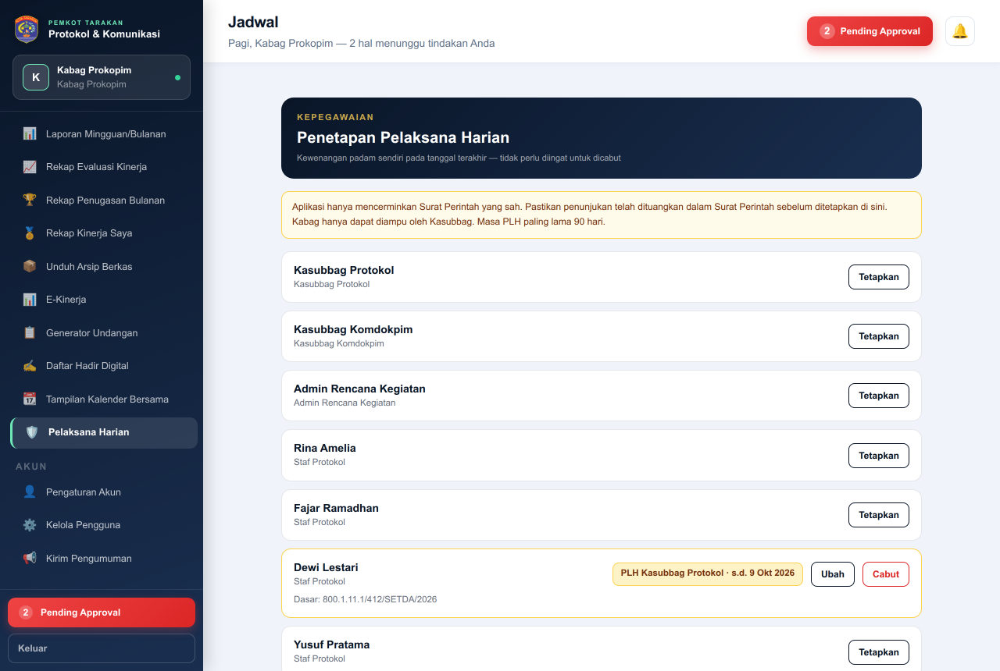 PEMKOT TARAKAN
Protokol & Komunikasi
K
Kabag Prokopim
Kabag Prokopim
Laporan Mingguan/Bulanan
Rekap Evaluasi Kinerja
Rekap Penugasan Bulanan
Rekap Kinerja Saya
Unduh Arsip Berkas
E-Kinerja
Generator Undangan
Daftar Hadir Digital
Tampilan Kalender Bersama
Pelaksana Harian
AKUN
Pengaturan Akun
Kelola Pengguna
Kirim Pengumuman
2 Pending Approval
Keluar
Jadwal
Pagi, Kabag Prokopim — 2 hal menunggu tindakan Anda
2 Pending Approval
KEPEGAWAIAN
Penetapan Pelaksana Harian
Kewenangan padam sendiri pada tanggal terakhir — tidak perlu diingat untuk dicabut
Aplikasi hanya mencerminkan Surat Perintah yang sah. Pastikan penunjukan telah dituangkan dalam Surat Perintah sebelum ditetapkan di sini.
Kabag hanya dapat diampu oleh Kasubbag. Masa PLH paling lama 90 hari.
Kasubbag Protokol
Kasubbag Protokol
Tetapkan
Kasubbag Komdokpim
Kasubbag Komdokpim
Tetapkan
Admin Rencana Kegiatan
Admin Rencana Kegiatan
Tetapkan
Rina Amelia
Staf Protokol
Tetapkan
Fajar Ramadhan
Staf Protokol
Tetapkan
Dewi Lestari
Staf Protokol
PLH Kasubbag Protokol · s.d. 9 Okt 2026
Ubah
Cabut
Dasar: 800.1.11.1/412/SETDA/2026
Yusuf Pratama
Staf Protokol
Tetapkan